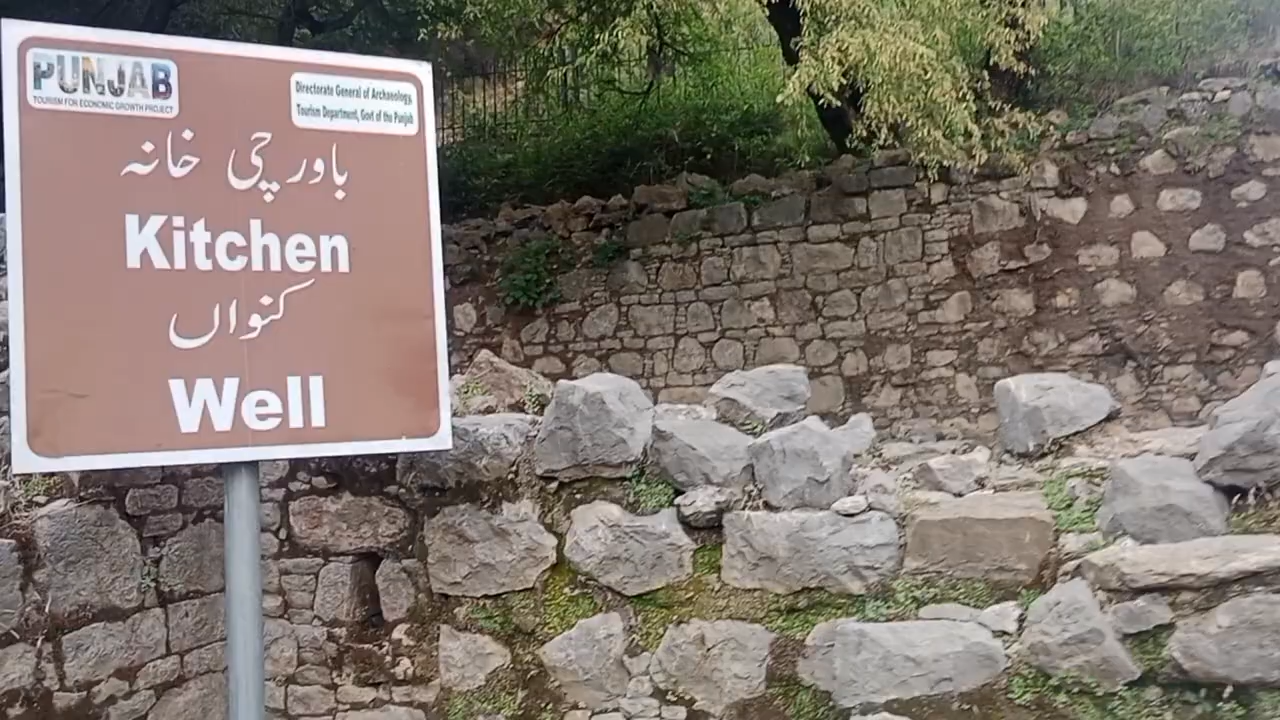 PUNJAB
TOURISM FOR ECONOMIC GROWTH PROJECT
Directorate General of Archaeology,
Tourism Department, Govt of the Punjab
باورچی خانہ
Kitchen
کنواں
Well